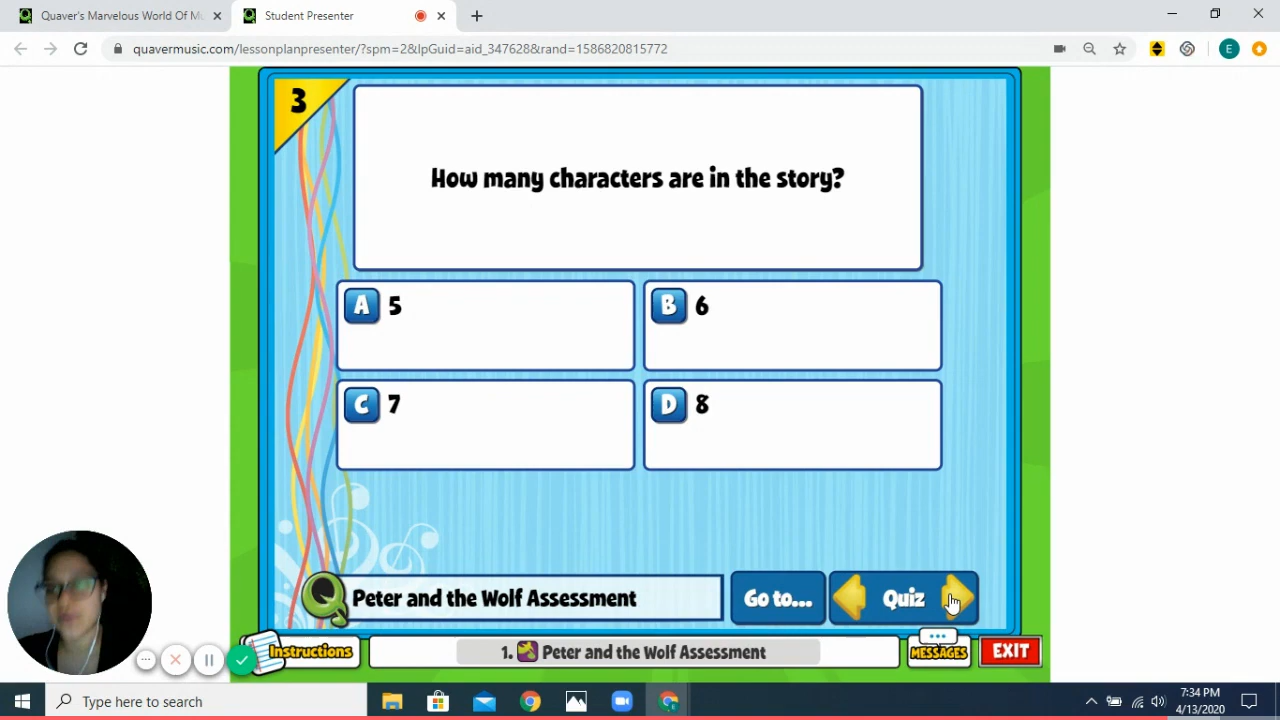 Quaver's Marvelous World Of Mu
Student Presenter
quavermusic.com/lessonplanpresenter/?spm=2&lpGuid=aid_347628&rand=1586820815772
E
3
How many characters are in the story?
A 5
B 6
C 7
D 8
Peter and the Wolf Assessment
Go to...
Quiz
Instructions
1. Peter and the Wolf Assessment
MESSAGES
EXIT
Type here to search
7:34 PM
4/13/2020